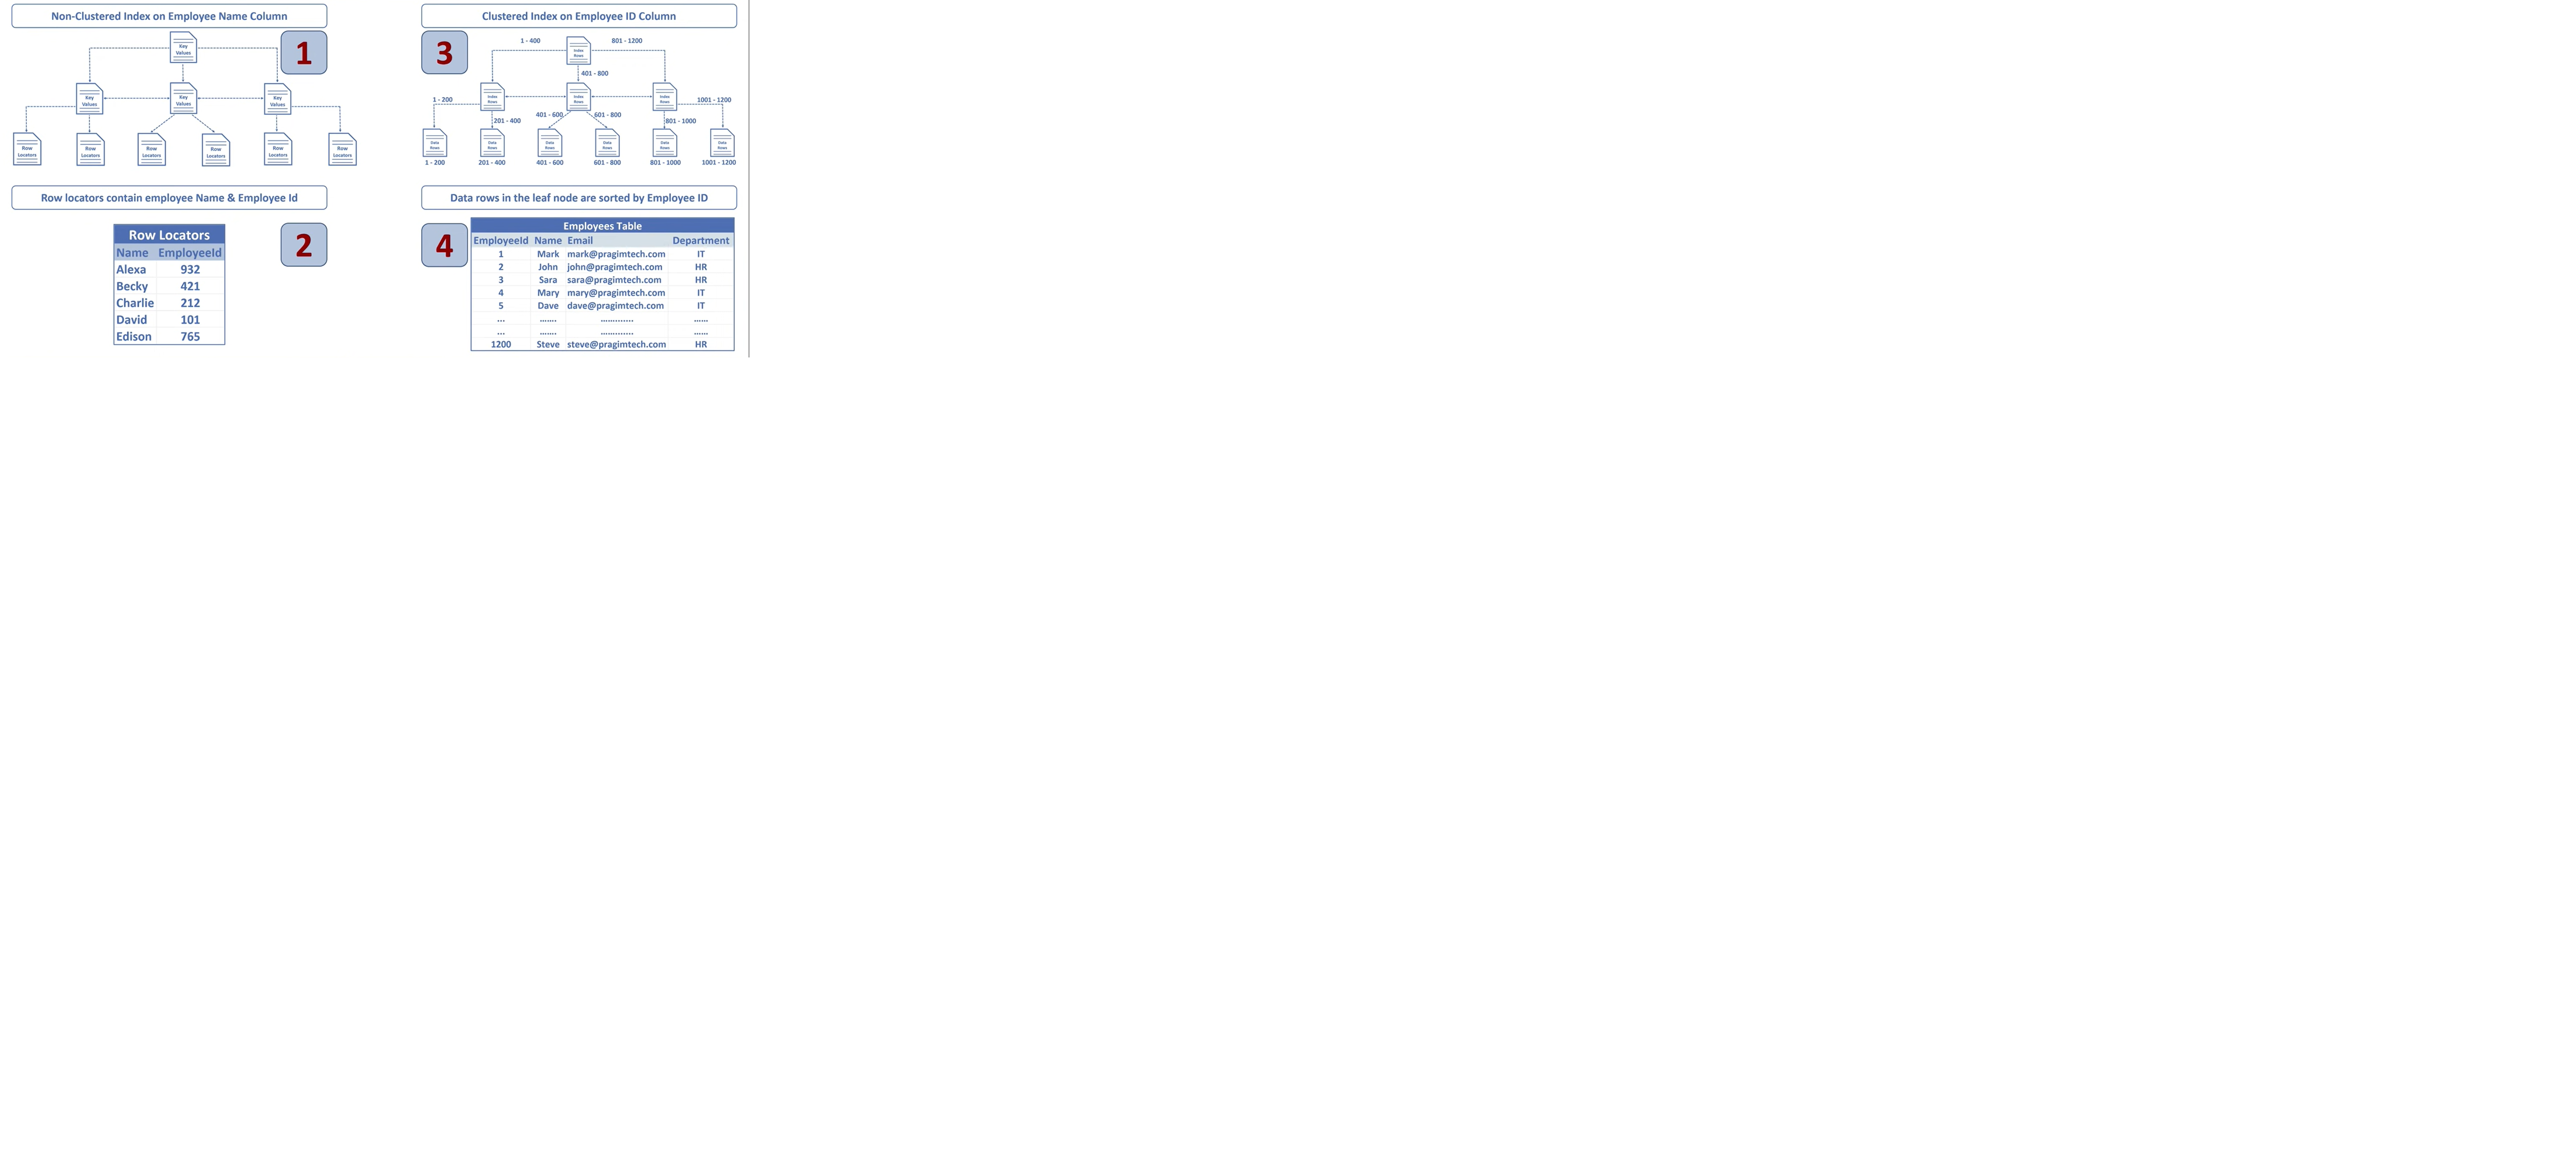 Non-Clustered Index on Employee Name Column
1
Key
Values
Key
Values
Key
Values
Key
Values
Row
Locators
Row
Locators
Row
Locators
Row
Locators
Row
Locators
Row
Locators
Row locators contain employee Name & Employee Id
2
Row Locators
Name EmployeeId
Alexa 932
Becky 421
Charlie 212
David 101
Edison 765
Clustered Index on Employee ID Column
3
1 - 400
801 - 1200
Index
Rows
401 - 800
Index
Rows
Index
Rows
Index
Rows
1 - 200
1001 - 1200
201 - 400
401 - 600
601 - 800
801 - 1000
Data
Rows
Data
Rows
Data
Rows
Data
Rows
Data
Rows
Data
Rows
1 - 200
201 - 400
401 - 600
601 - 800
801 - 1000
1001 - 1200
Data rows in the leaf node are sorted by Employee ID
4
Employees Table
EmployeeId Name Email Department
1 Mark mark@pragimtech.com IT
2 John john@pragimtech.com HR
3 Sara sara@pragimtech.com HR
4 Mary mary@pragimtech.com IT
5 Dave dave@pragimtech.com IT
... ....... ............. ......
... ....... ............. ......
1200 Steve steve@pragimtech.com HR